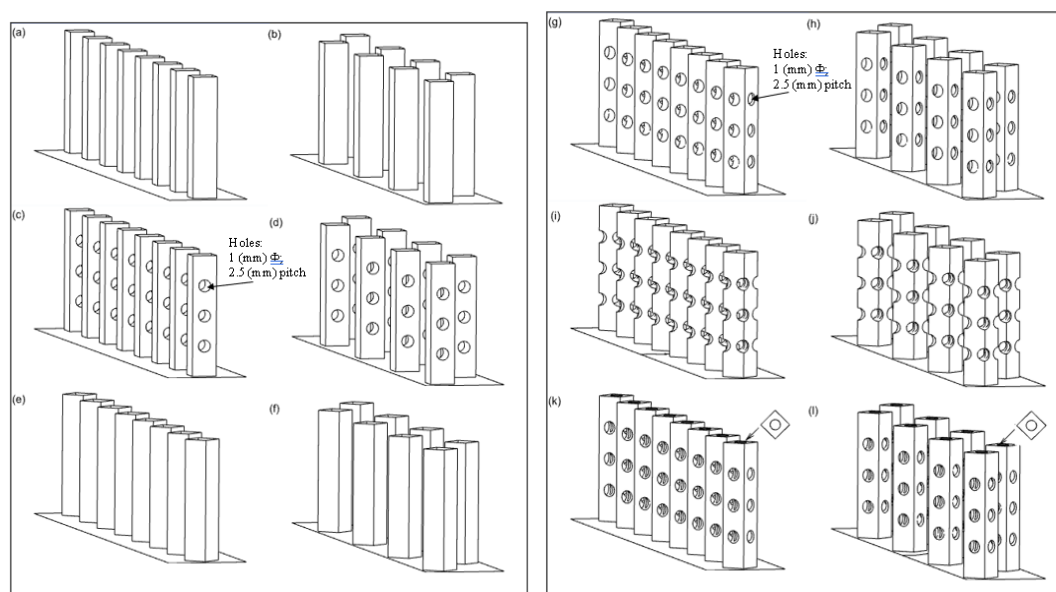 (a)
(b)
(c)
Holes:
1 (mm) Φ,
2.5 (mm) pitch
(d)
(e)
(f)
(g)
Holes:
1 (mm) Φ,
2.5 (mm) pitch
(h)
(i)
(j)
(k)
(l)